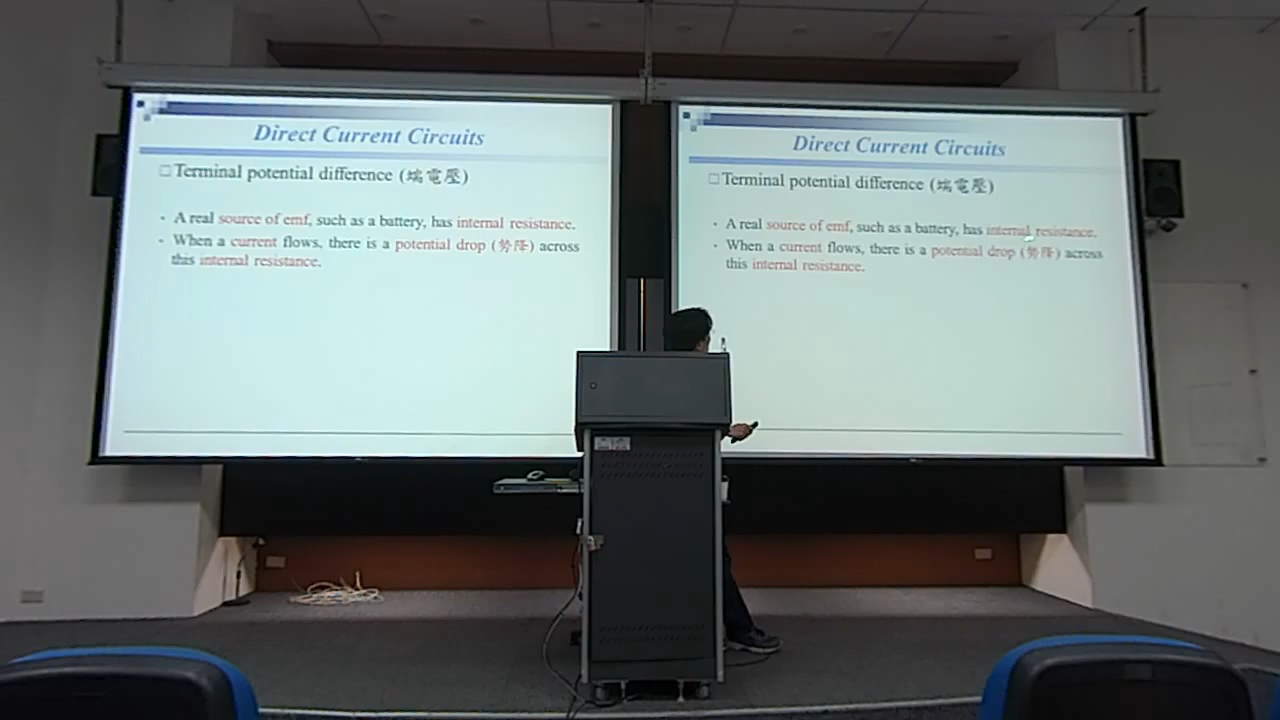 Direct Current Circuits
Terminal potential difference (端電壓)
• A real source of emf, such as a battery, has internal resistance.
• When a current flows, there is a potential drop (勢降) across
this internal resistance.
Direct Current Circuits
Terminal potential difference (端電壓)
• A real source of emf, such as a battery, has internal resistance.
• When a current flows, there is a potential drop (勢降) across
this internal resistance.